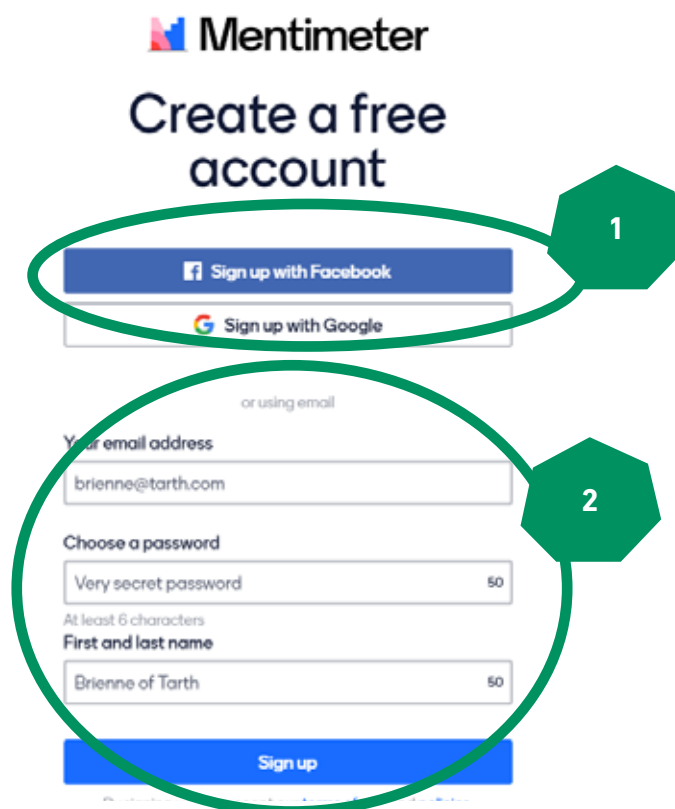 Mentimeter
Create a free
account
1
Sign up with Facebook
Sign up with Google
or using email
Your email address
brienne@tarth.com
2
Choose a password
Very secret password 50
At least 6 characters
First and last name
Brienne of Tarth 50
Sign up